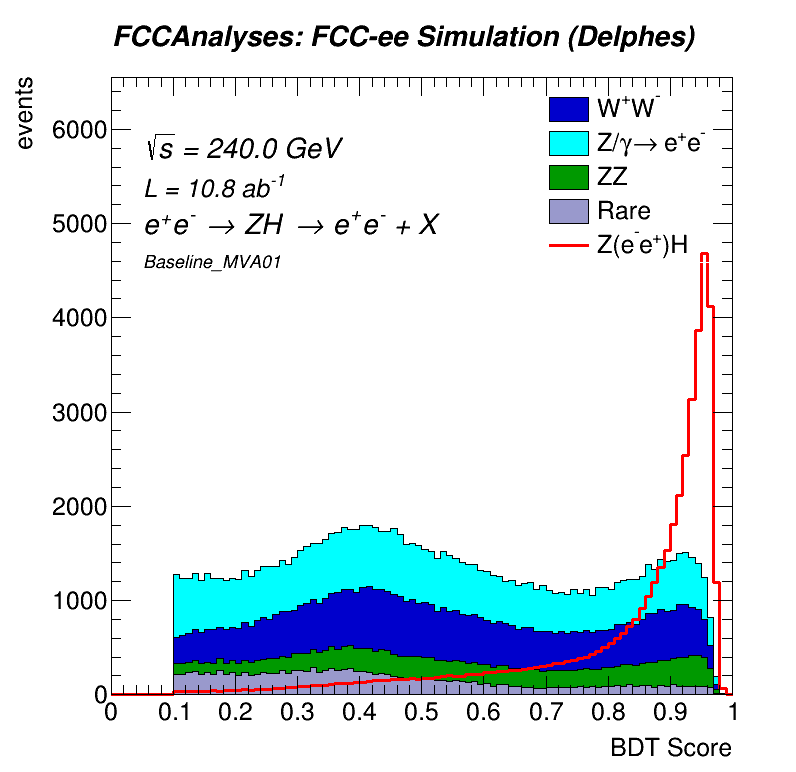 FCCAnalyses: FCC-ee Simulation (Delphes)
events
6000
5000
4000
3000
2000
1000
0
√s = 240.0 GeV
L = 10.8 ab⁻¹
e⁺e⁻ → ZH → e⁺e⁻ + X
Baseline_MVA01
W⁺W⁻
Z/γ→ e⁺e⁻
ZZ
Rare
Z(e⁻e⁺)H
0 0.1 0.2 0.3 0.4 0.5 0.6 0.7 0.8 0.9 1
BDT Score